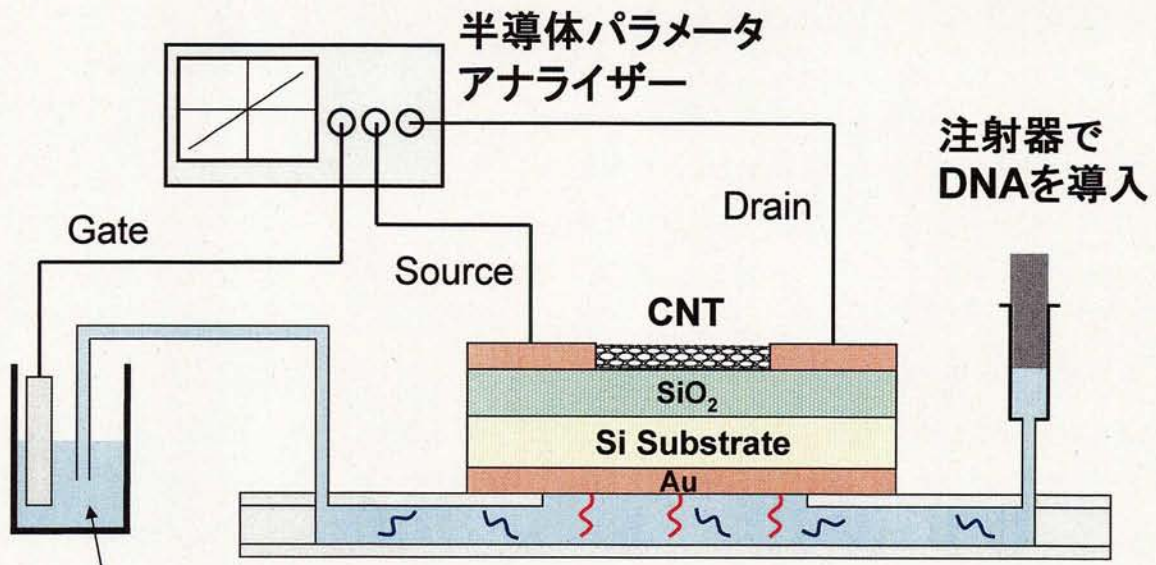 半導体パラメータ
アナライザー
注射器で
DNAを導入
Gate
Source
Drain
CNT
SiO₂
Si Substrate
Au